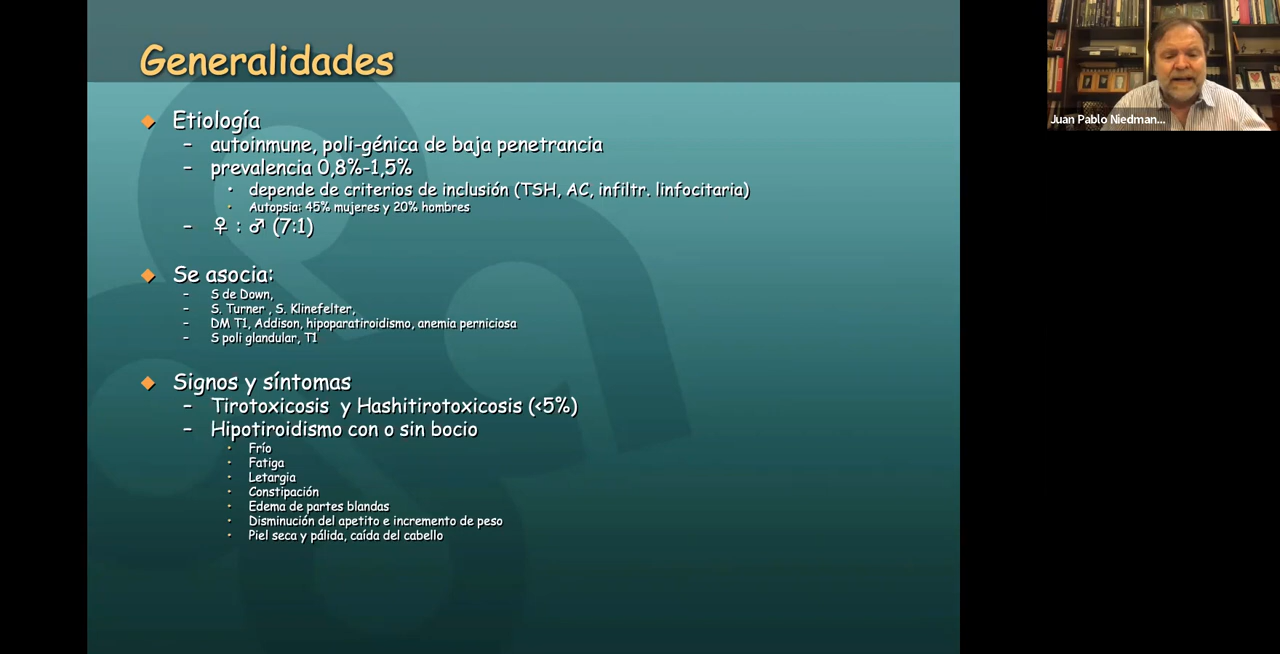 Generalidades
Etiología
- autoinmune, poli-génica de baja penetrancia
- prevalencia 0,8%-1,5%
• depende de criterios de inclusión (TSH, AC, infiltr. linfocitaria)
• Autopsia: 45% mujeres y 20% hombres
- ♀ : ♂ (7:1)
Se asocia:
- S de Down,
- S. Turner , S. Klinefelter,
- DM T1, Addison, hipoparatiroidismo, anemia perniciosa
- S poli glandular, T1
Signos y síntomas
- Tirotoxicosis y Hashitirotoxicosis (<5%)
- Hipotiroidismo con o sin bocio
• Frío
• Fatiga
• Letargia
• Constipación
• Edema de partes blandas
• Disminución del apetito e incremento de peso
• Piel seca y pálida, caída del cabello
Juan Pablo Niedman...